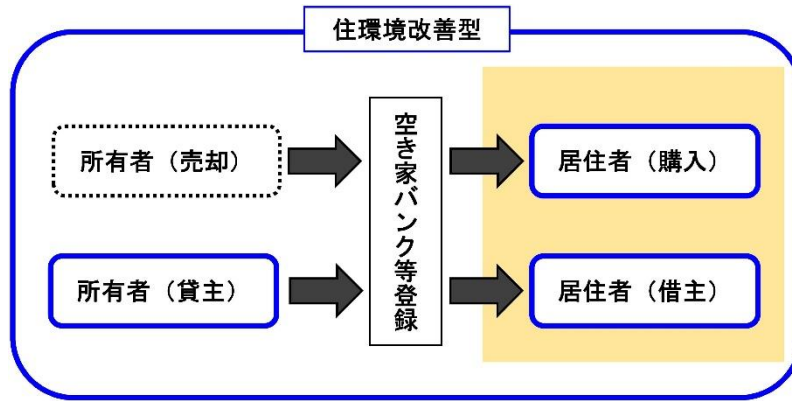 住環境改善型
所有者（売却）
空き家バンク等登録
居住者（購入）
所有者（貸主）
居住者（借主）